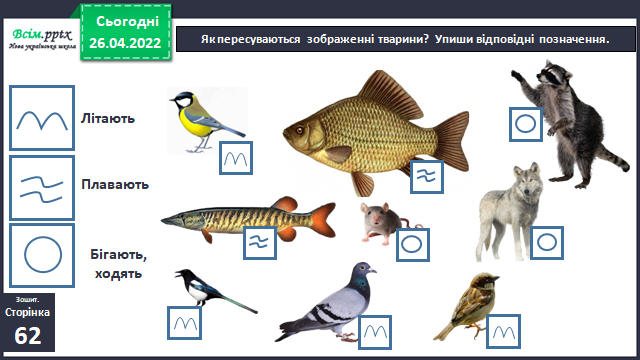 Всім.pptx
Нова українська школа
Сьогодні
26.04.2022
Як пересуваються зображенні тварини? Упиши відповідні позначення.
Літають
Плавають
Бігають,
ходять
Зошит.
Сторінка
62